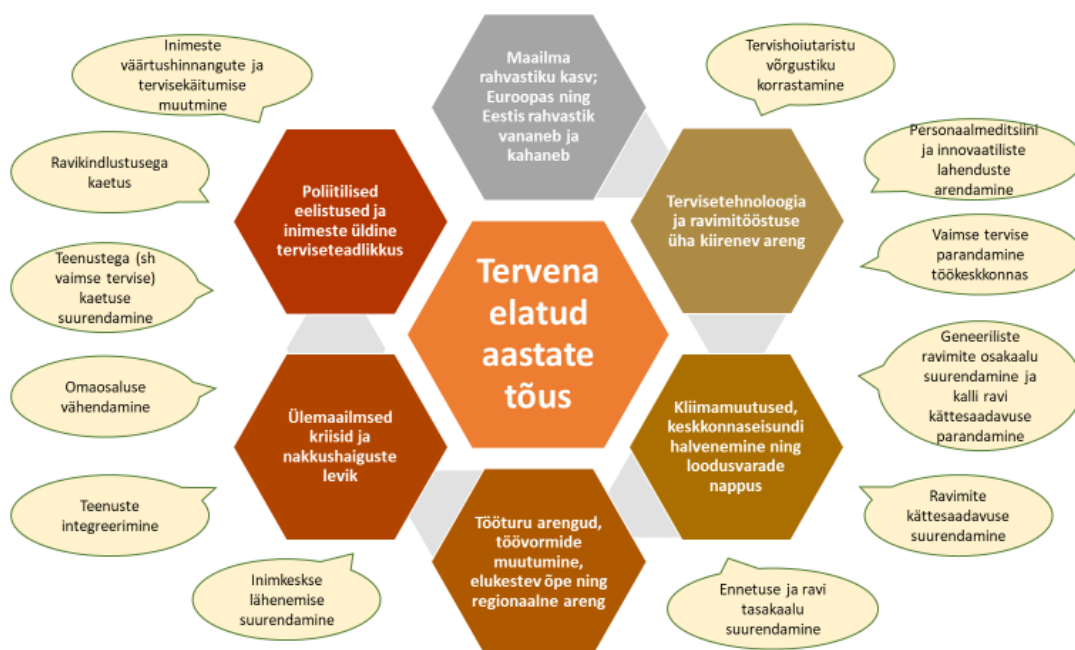 Inimeste
väärtushinnangute ja
tervisekäitumise
muutmine
Maailma
rahvastiku kasv;
Euroopas ning
Eestis rahvastik
vananeb ja
kahaneb
Tervishoiutaristu
võrgustiku
korrastamine
Ravikindlustusega
kaetus
Poliitilised
eelistused ja
inimeste üldine
terviseteadlikkus
Tervisetehnoloogia
ja ravimitööstuse
üha kiirenev areng
Personaalmeditsiini
ja innovaatiliste
lahenduste
arendamine
Teenustega (sh
vaimse tervise)
kaetuse
suurendamine
Tervena
elatud
aastate
tõus
Vaimse tervise
parandamine
töökeskkonnas
Omaosaluse
vähendamine
Ülemaailmsed
kriisid ja
nakkushaiguste
levik
Kliimamuutused,
keskkonnaseisundi
halvenemine ning
loodusvarade
nappus
Geneeriliste
ravimite osakaalu
suurendamine ja
kalli ravi
kättesaadavuse
parandamine
Teenuste
integreerimine
Tööturu arengud,
töövormide
muutumine,
elukestev õpe ning
regionaalne areng
Ravimite
kättesaadavuse
suurendamine
Inimkeskse
lähenemise
suurendamine
Ennetuse ja ravi
tasakaalu
suurendamine